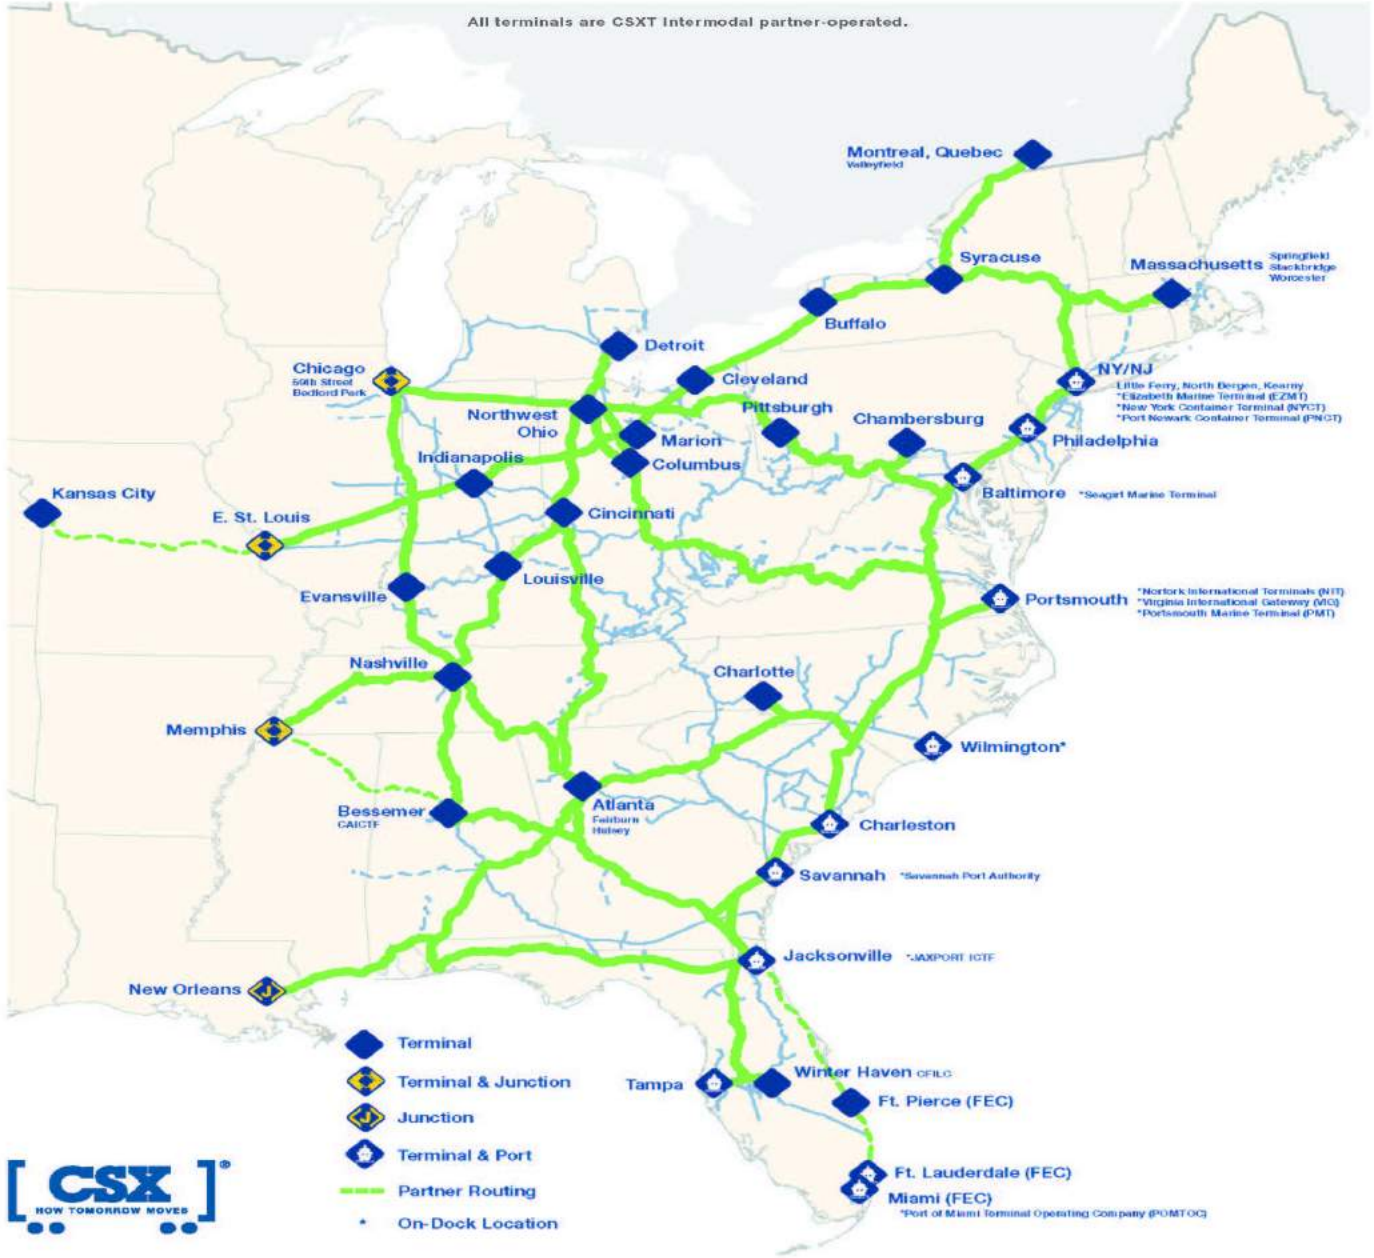 All terminals are CSXT Intermodal partner-operated.
Montreal, Quebec
Valleyfield
Syracuse
Massachusetts
Springfield
Stackbridge
Worcester
Buffalo
Detroit
Chicago
59th Street
Bedford Park
Cleveland
NY/NJ
Little Ferry, North Bergen, Kearny
*Elizabeth Marine Terminal (EZMT)
*New York Container Terminal (NYCT)
*Port Newark Container Terminal (PNCT)
Northwest
Ohio
Pittsburgh
Chambersburg
Marion
Philadelphia
Indianapolis
Columbus
Kansas City
Baltimore
*Seagirt Marine Terminal
E. St. Louis
Cincinnati
Louisville
Evansville
Portsmouth
*Norfork International Terminals (NIT)
*Virginia International Gateway (VIG)
*Portsmouth Marine Terminal (PMT)
Nashville
Charlotte
Memphis
Wilmington*
Bessemer
CAICTF
Atlanta
Fairburn
Hulsey
Charleston
Savannah
*Savannah Port Authority
Jacksonville
*JAXPORT ICTF
New Orleans
J
Terminal
Terminal & Junction
J
Junction
Terminal & Port
Partner Routing
* On-Dock Location
Tampa
Winter Haven CFILC
Ft. Pierce (FEC)
Ft. Lauderdale (FEC)
Miami (FEC)
*Port of Miami Terminal Operating Company (POMTOC)
[CSX]®
HOW TOMORROW MOVES